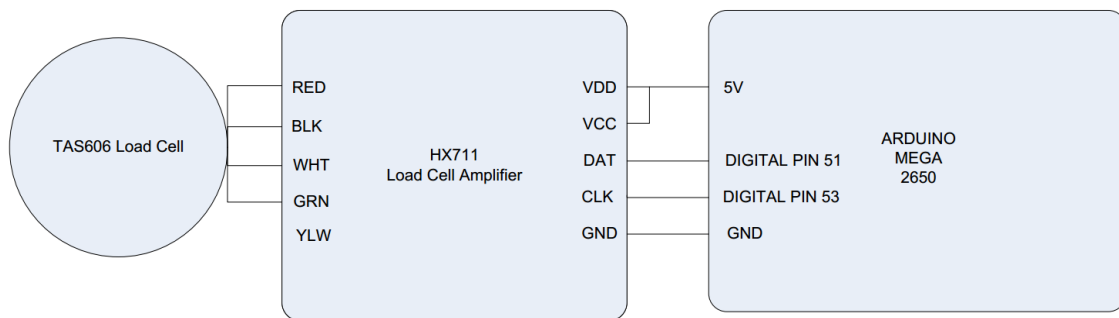 TAS606 Load Cell
RED
BLK
WHT
GRN
YLW
HX711
Load Cell Amplifier
VDD
VCC
DAT
CLK
GND
5V
DIGITAL PIN 51
DIGITAL PIN 53
GND
ARDUINO
MEGA
2650